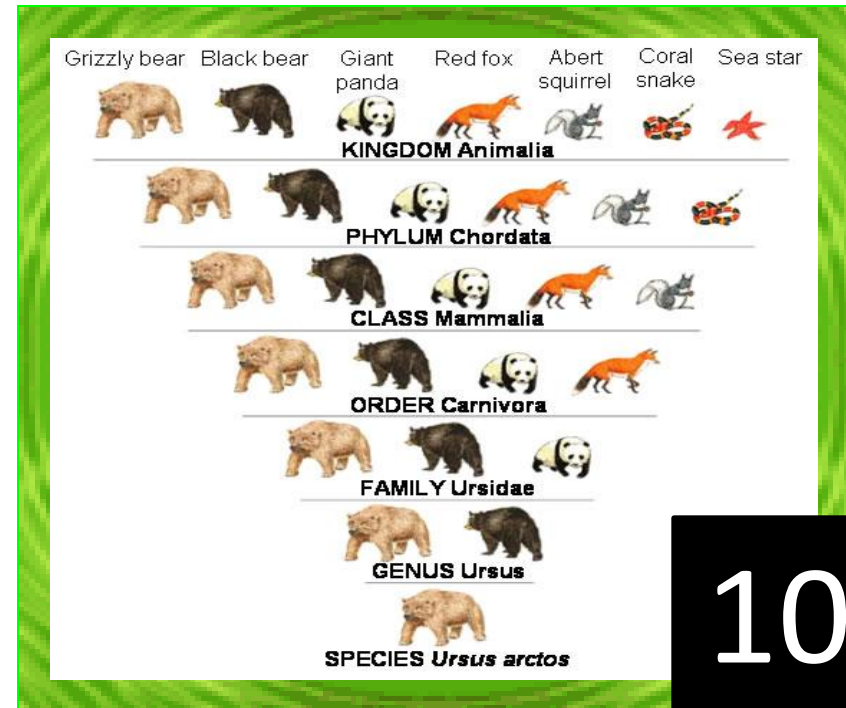 Grizzly bear Black bear Giant panda Red fox Abert squirrel Coral snake Sea star
KINGDOM Animalia
PHYLUM Chordata
CLASS Mammalia
ORDER Carnivora
FAMILY Ursidae
GENUS Ursus
SPECIES Ursus arctos
10